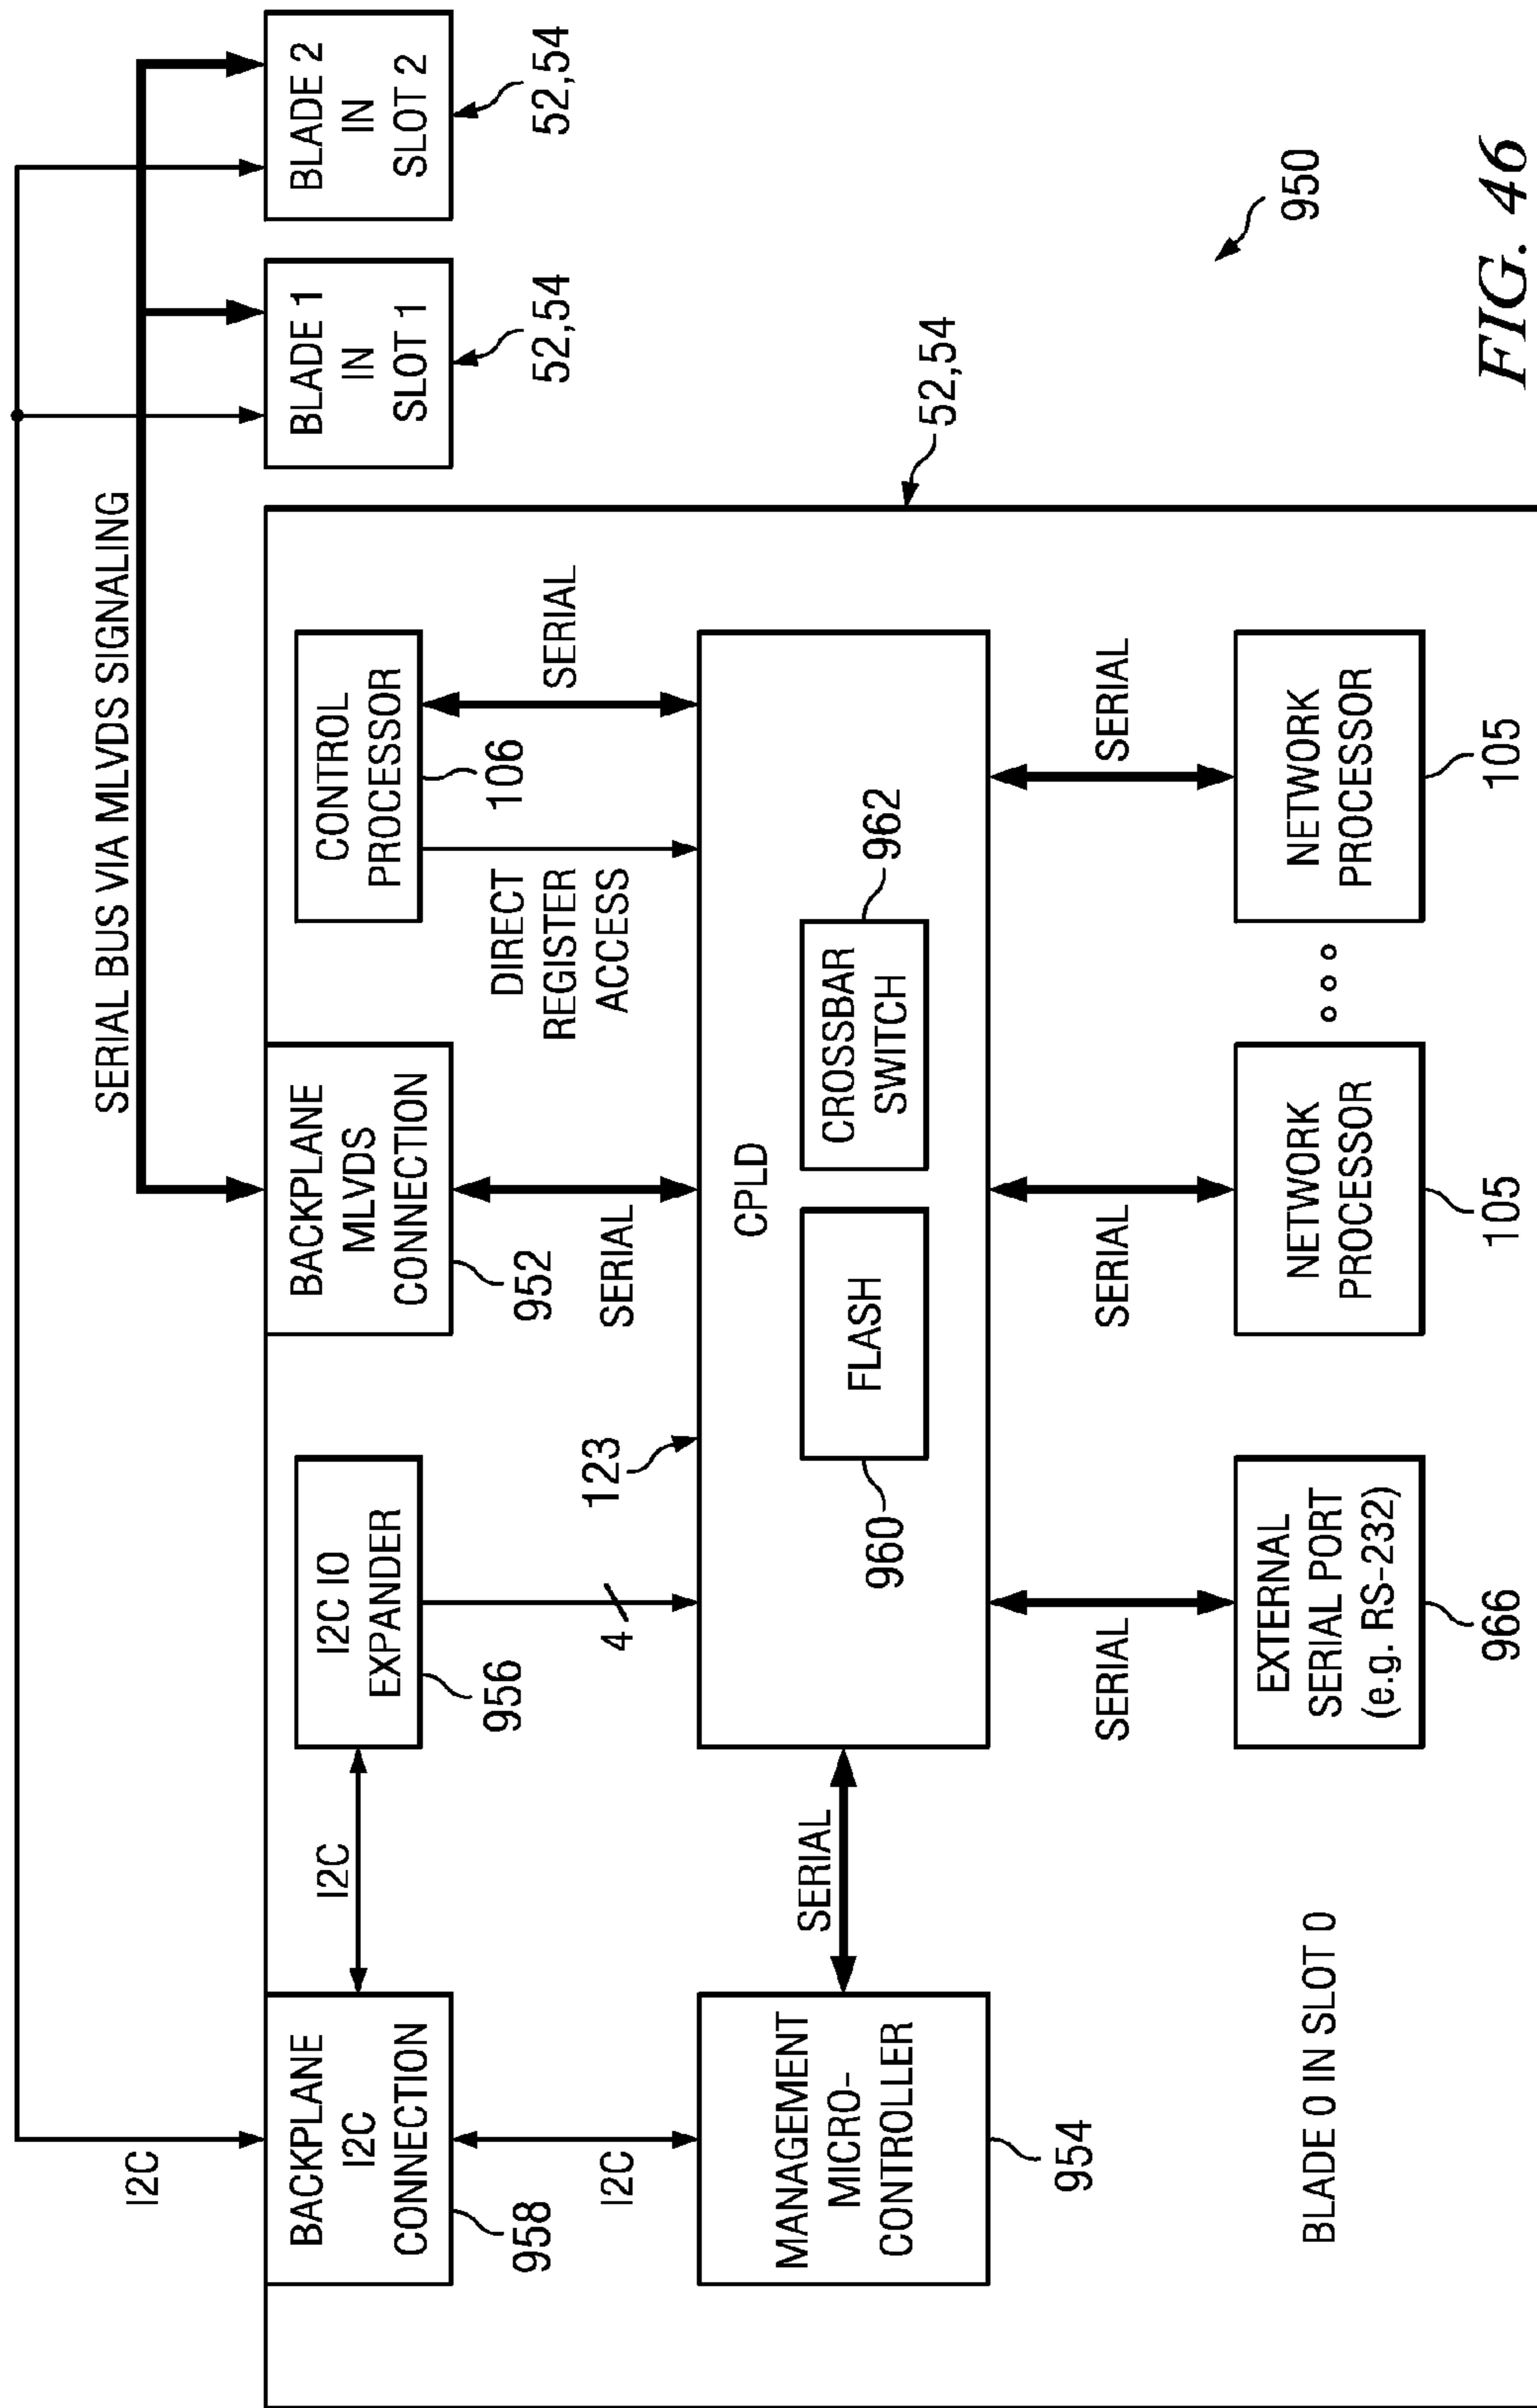 I2C
SERIAL BUS VIA MLVDS SIGNALING
BACKPLANE
I2C
CONNECTION
958
I2C
I2C IO
EXPANDER
956
BACKPLANE
MLVDS
CONNECTION
952
CONTROL
PROCESSOR
106
BLADE 1
IN
SLOT 1
52,54
BLADE 2
IN
SLOT 2
52,54
I2C
4
123
SERIAL
DIRECT
REGISTER
ACCESS
SERIAL
52,54
MANAGEMENT
MICRO-
CONTROLLER
954
SERIAL
CPLD
FLASH
960
CROSSBAR
SWITCH
962
SERIAL
SERIAL
SERIAL
EXTERNAL
SERIAL PORT
(e.g. RS-232)
966
NETWORK
PROCESSOR
105
NETWORK
PROCESSOR
105
BLADE 0 IN SLOT 0
950
FIG. 46